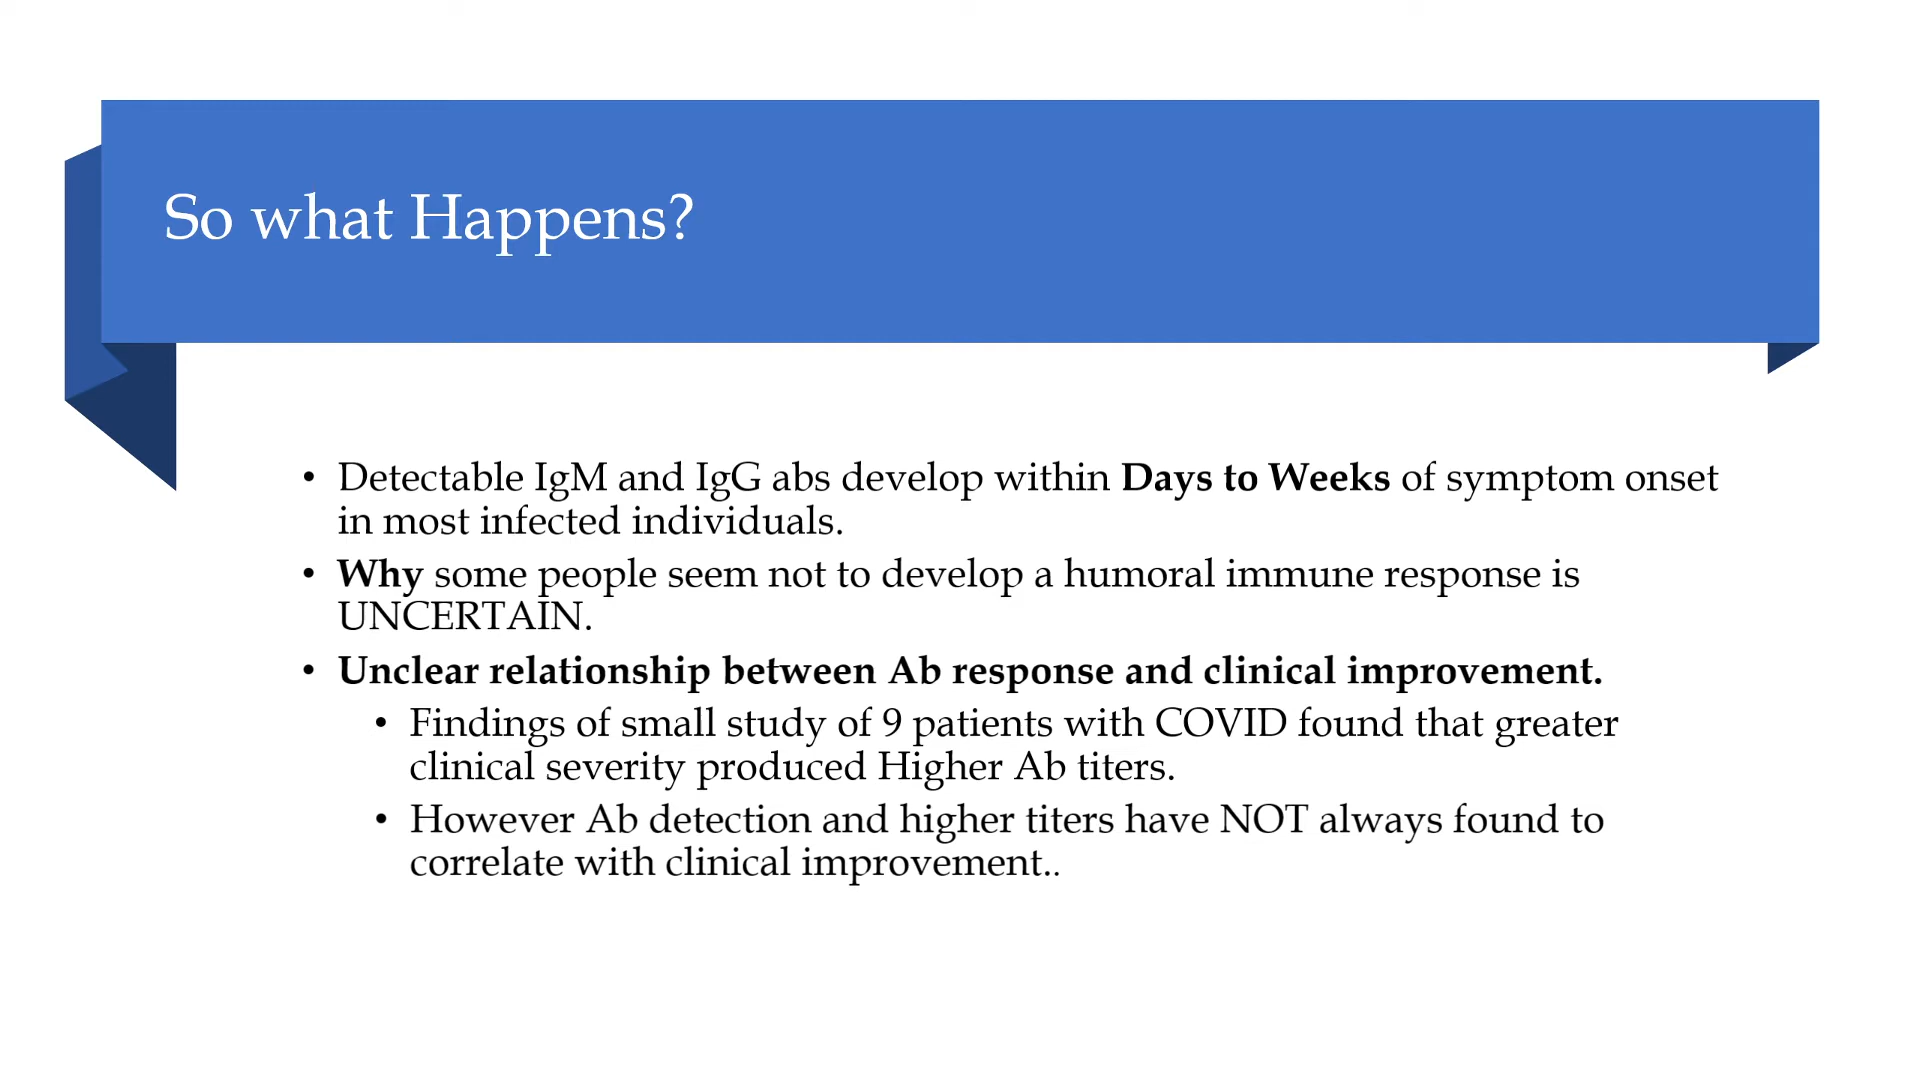 So what Happens?
• Detectable IgM and IgG abs develop within Days to Weeks of symptom onset
in most infected individuals.
• Why some people seem not to develop a humoral immune response is
UNCERTAIN.
• Unclear relationship between Ab response and clinical improvement.
• Findings of small study of 9 patients with COVID found that greater
clinical severity produced Higher Ab titers.
• However Ab detection and higher titers have NOT always found to
correlate with clinical improvement..